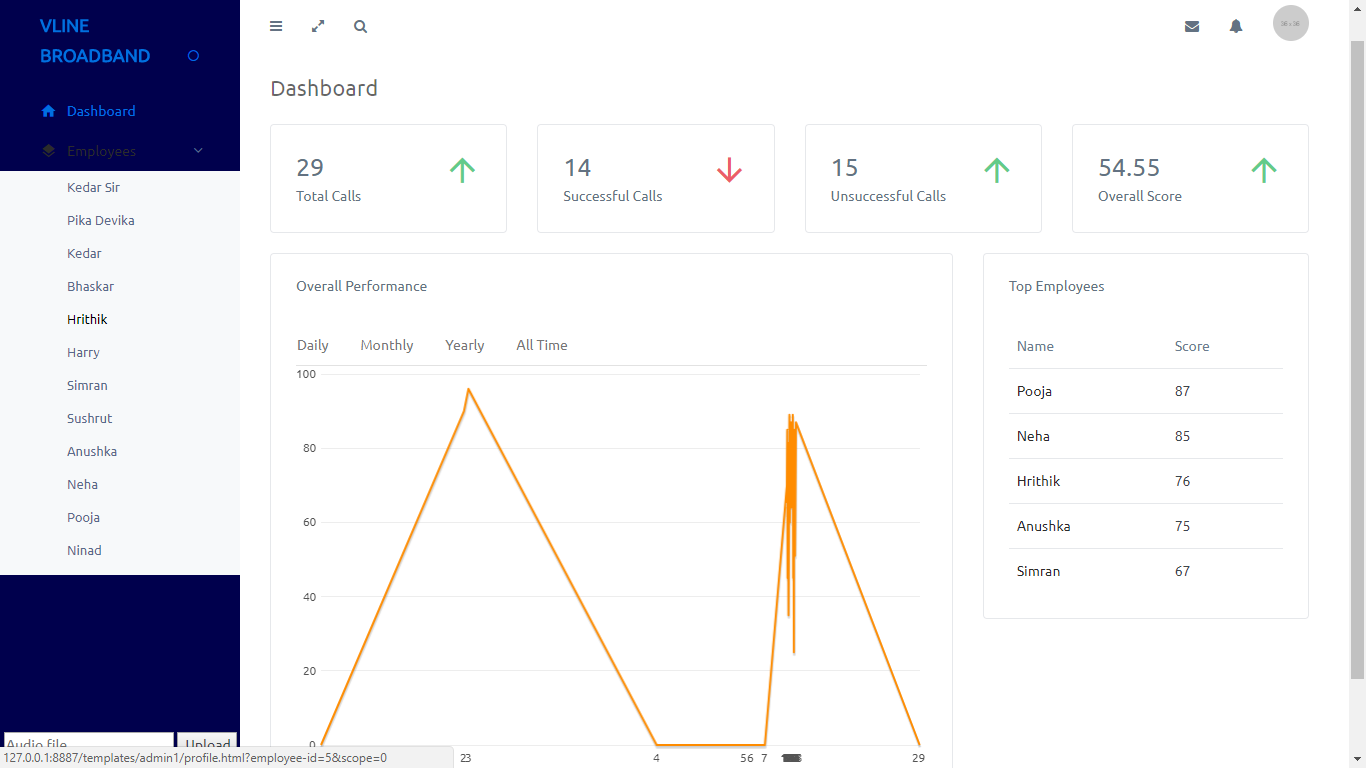 VLINE
BROADBAND
Dashboard
Employees
Kedar Sir
Pika Devika
Kedar
Bhaskar
Hrithik
Harry
Simran
Sushrut
Anushka
Neha
Pooja
Ninad
Audio file
Upload
127.0.0.1:8887/templates/admin1/profile.html?employee-id=5&scope=0
Dashboard
29
Total Calls
14
Successful Calls
15
Unsuccessful Calls
54.55
Overall Score
Overall Performance
Daily Monthly Yearly All Time
100
80
60
40
20
0
23 4 56 7 29
Top Employees
Name Score
Pooja 87
Neha 85
Hrithik 76
Anushka 75
Simran 67